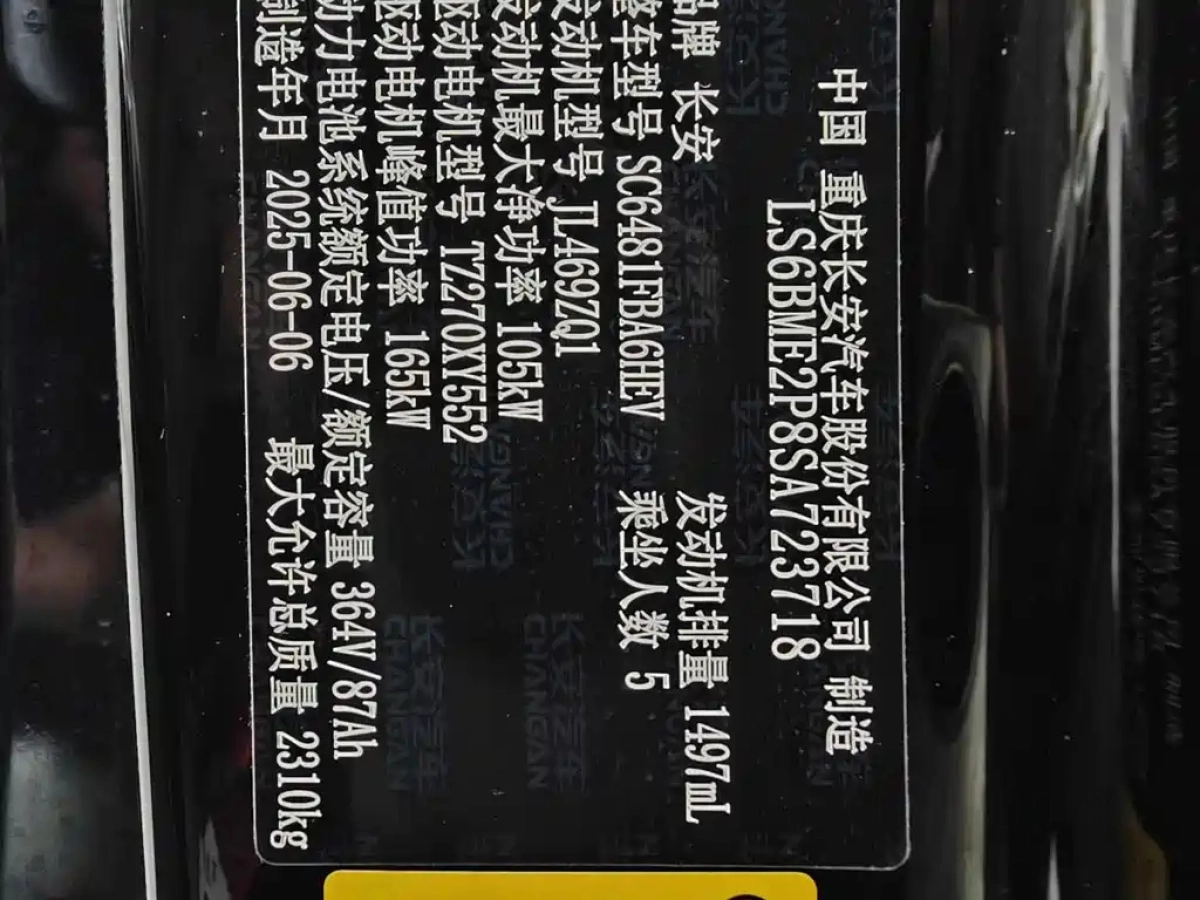 中国 重庆长安汽车股份有限公司 制造
LS6BME2P8SA723718
品牌 长安 发动机排量 1497mL
整车型号 SC6481FBA6HEV 乘坐人数 5
发动机型号 JL469ZQ1
发动机最大净功率 105kW
驱动电机型号 TZ270XY552
驱动电机峰值功率 165kW
动力电池系统额定电压/额定容量 364V/87Ah
制造年月 2025-06-06 最大允许总质量 2310kg
长安汽车
CHANGAN